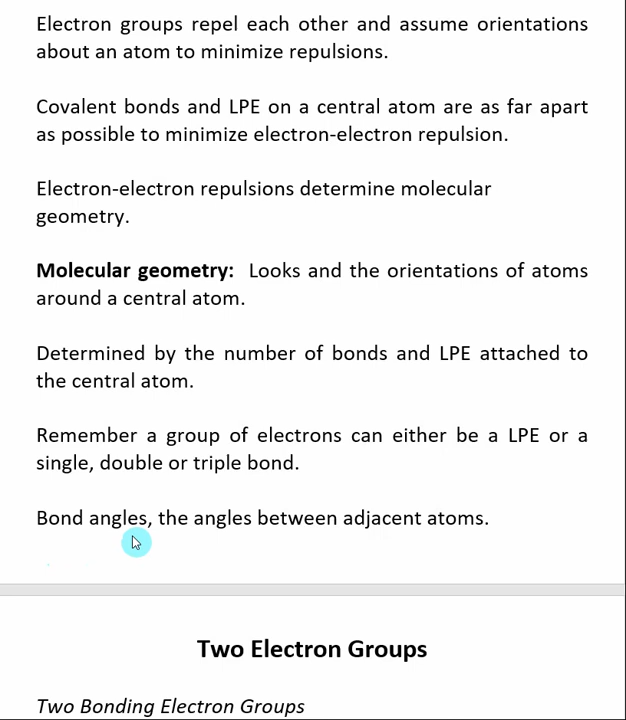 Electron groups repel each other and assume orientations
about an atom to minimize repulsions.
Covalent bonds and LPE on a central atom are as far apart
as possible to minimize electron-electron repulsion.
Electron-electron repulsions determine molecular
geometry.
Molecular geometry: Looks and the orientations of atoms
around a central atom.
Determined by the number of bonds and LPE attached to
the central atom.
Remember a group of electrons can either be a LPE or a
single, double or triple bond.
Bond angles, the angles between adjacent atoms.
Two Electron Groups
Two Bonding Electron Groups